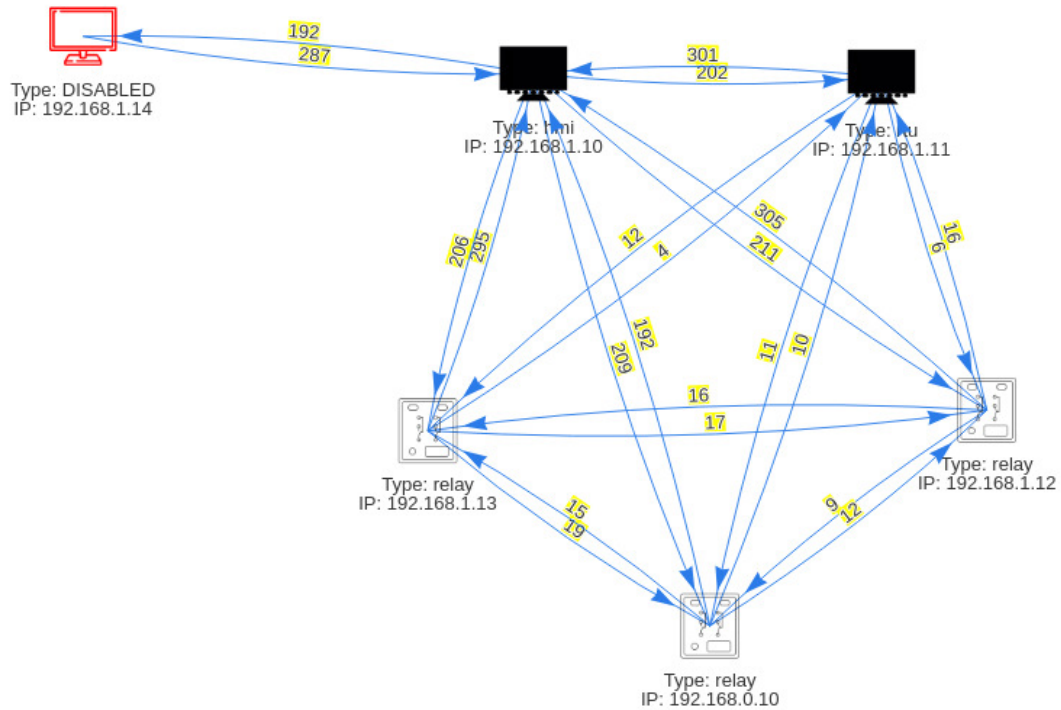 192
287
301
202
Type: DISABLED
IP: 192.168.1.14
Type: hmi
IP: 192.168.1.10
Type:
IP: 192.168.1.11
305
211
12
4
206
295
16
6
192
209
11
10
16
17
Type: relay
IP: 192.168.1.13
Type: relay
IP: 192.168.1.12
15
19
9
12
Type: relay
IP: 192.168.0.10